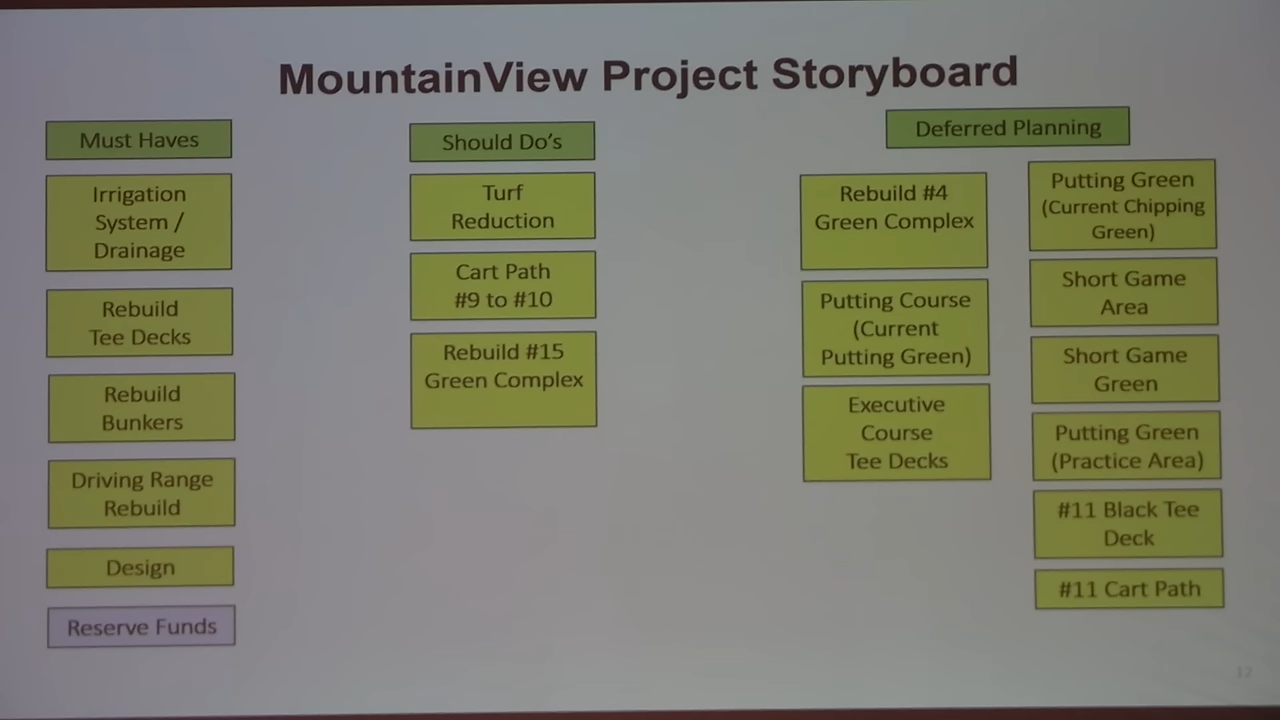 MountainView Project Storyboard
Must Haves
Irrigation
System /
Drainage
Rebuild
Tee Decks
Rebuild
Bunkers
Driving Range
Rebuild
Design
Reserve Funds
Should Do's
Turf
Reduction
Cart Path
#9 to #10
Rebuild #15
Green Complex
Deferred Planning
Rebuild #4
Green Complex
Putting Course
(Current
Putting Green)
Executive
Course
Tee Decks
Putting Green
(Current Chipping
Green)
Short Game
Area
Short Game
Green
Putting Green
(Practice Area)
#11 Black Tee
Deck
#11 Cart Path